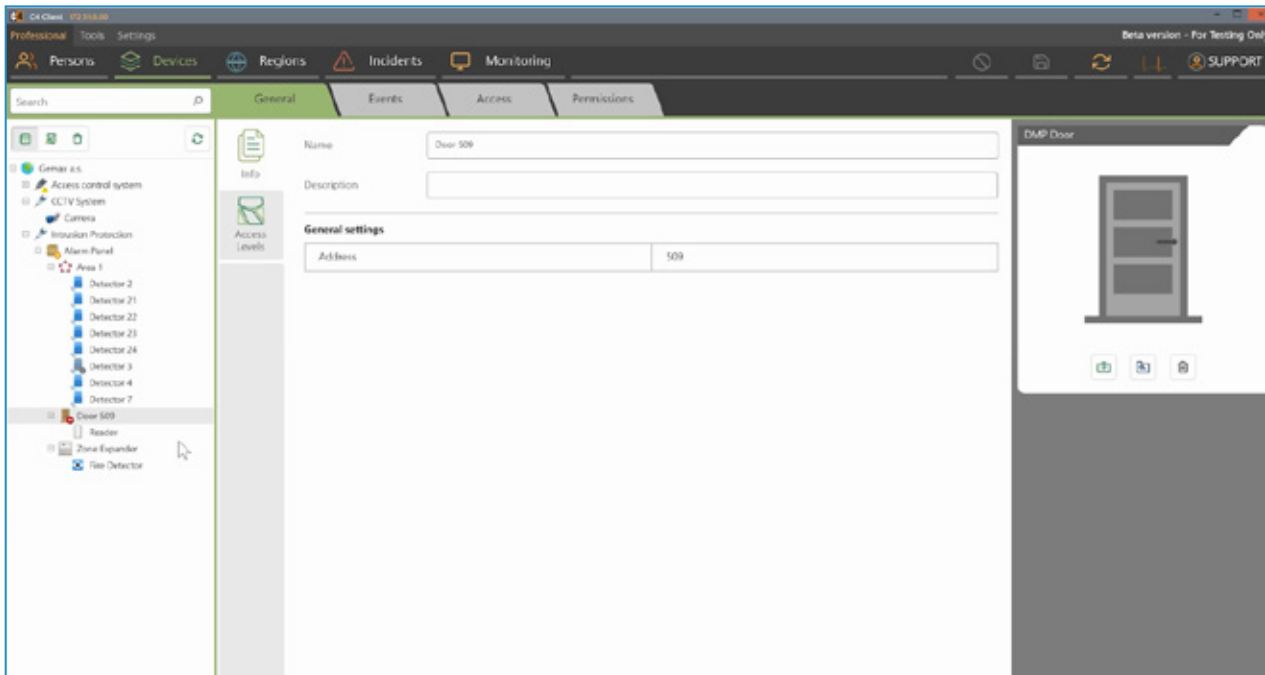 C4 Client
Professional Tools Settings
Beta version - For Testing Onl
Persons Devices Regions Incidents Monitoring SUPPORT
Search
General Events Access Permissions
DMP Door
Info
Access
Levels
Name Door 509
Description
General settings
Address 509
Gemax a.s.
Access control system
CCTV System
Camera
Intrusion Protection
Alarm Panel
Area 1
Detector 2
Detector 21
Detector 22
Detector 23
Detector 24
Detector 3
Detector 4
Detector 7
Door 509
Reader
Zone Expander
Fire Detector